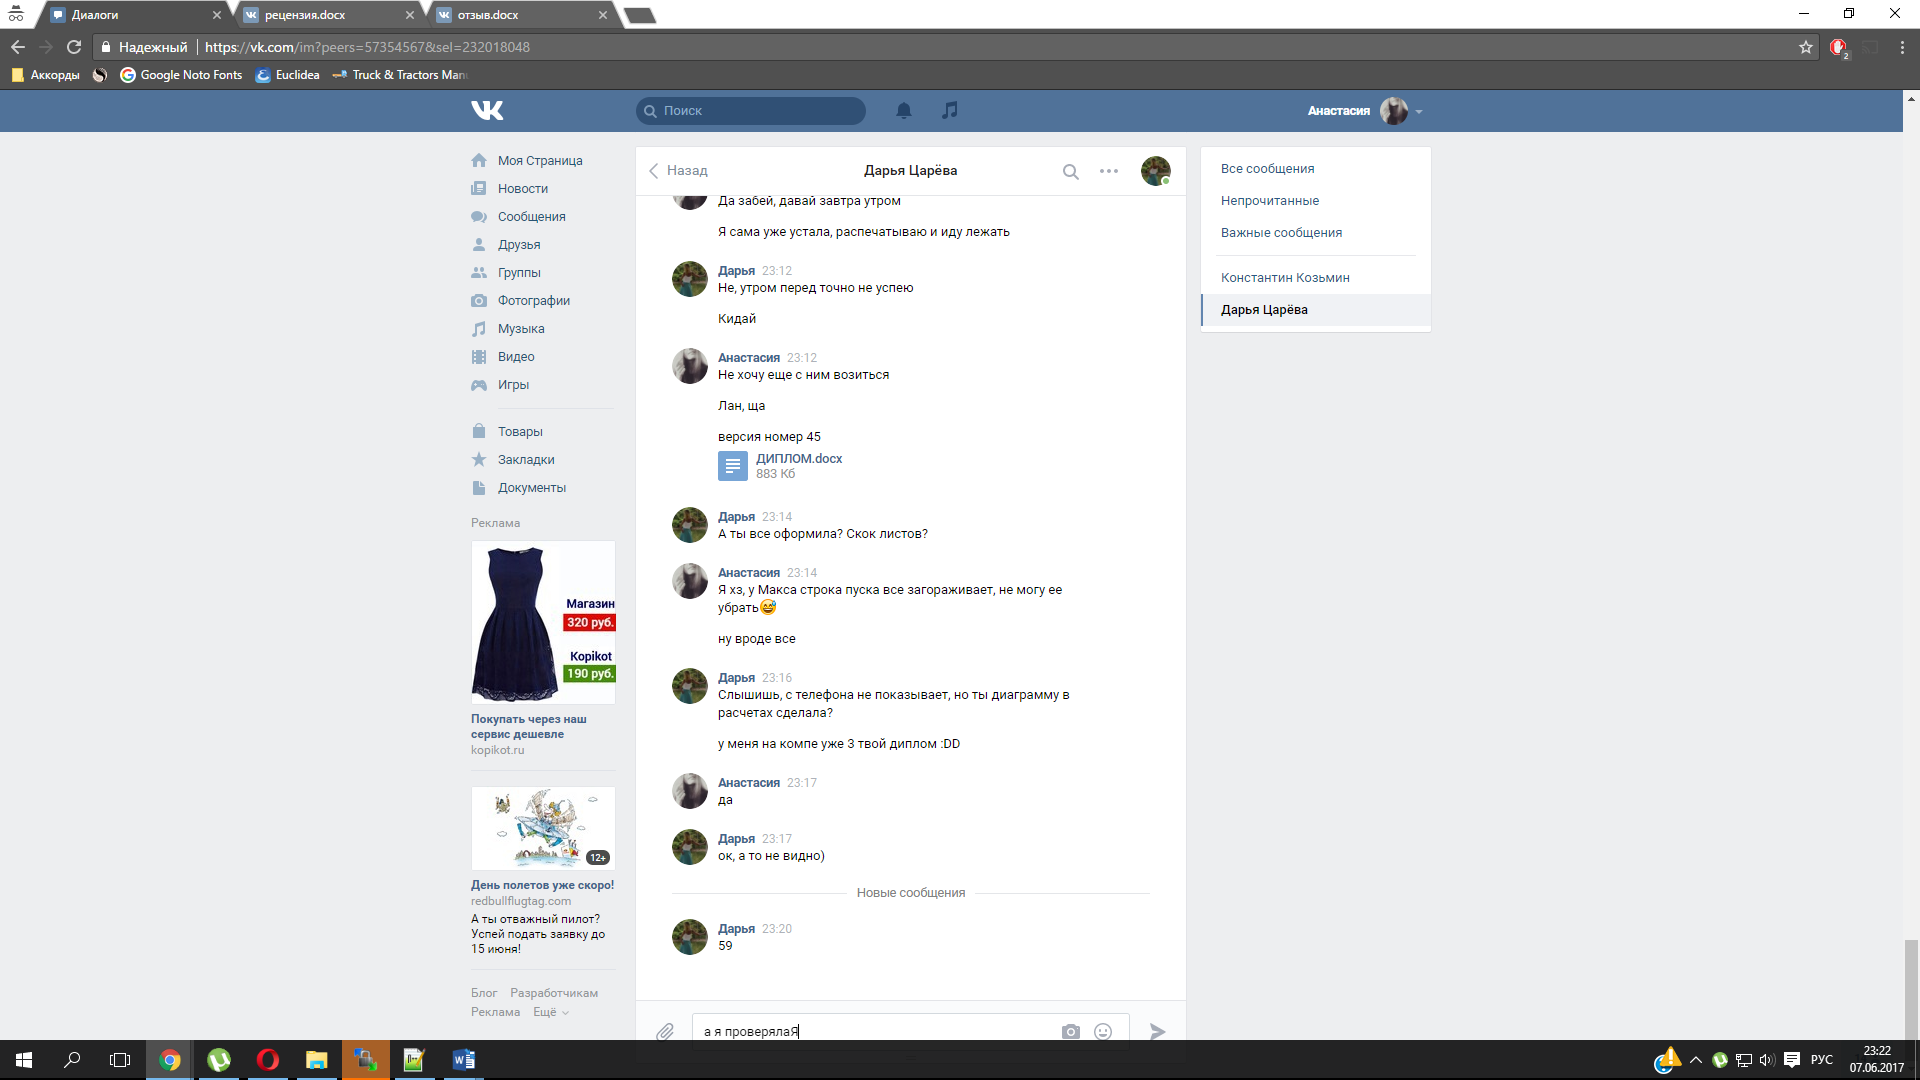 Диалоги
рецензия.docx
отзыв.docx
Надежный
https://vk.com/im?peers=57354567&sel=232018048
2
Аккорды
Google Noto Fonts
Euclidea
Truck & Tractors Manu
Поиск
Анастасия
Моя Страница
Новости
Сообщения
Друзья
Группы
Фотографии
Музыка
Видео
Игры
Товары
Закладки
Документы
Реклама
Магазин
320 руб.
Kopikot
190 руб.
Покупать через наш
сервис дешевле
kopikot.ru
12+
День полетов уже скоро!
redbullflugtag.com
А ты отважный пилот?
Успей подать заявку до
15 июня!
Блог Разработчикам
Реклама Ещё
Назад
Дарья Царёва
Да забей, давай завтра утром
Я сама уже устала, распечатываю и иду лежать
Дарья 23:12
Не, утром перед точно не успею
Кидай
Анастасия 23:12
Не хочу еще с ним возиться
Лан, ща
версия номер 45
ДИПЛОМ.docx
883 Кб
Дарья 23:14
А ты все оформила? Скок листов?
Анастасия 23:14
Я хз, у Макса строка пуска все загораживает, не могу ее
убрать😅
ну вроде все
Дарья 23:16
Слышишь, с телефона не показывает, но ты диаграмму в
расчетах сделала?
у меня на компе уже 3 твой диплом :DD
Анастасия 23:17
да
Дарья 23:17
ок, а то не видно)
Новые сообщения
Дарья 23:20
59
а я проверялаЯ
Все сообщения
Непрочитанные
Важные сообщения
Константин Козьмин
Дарья Царёва
РУС
23:22
07.06.2017